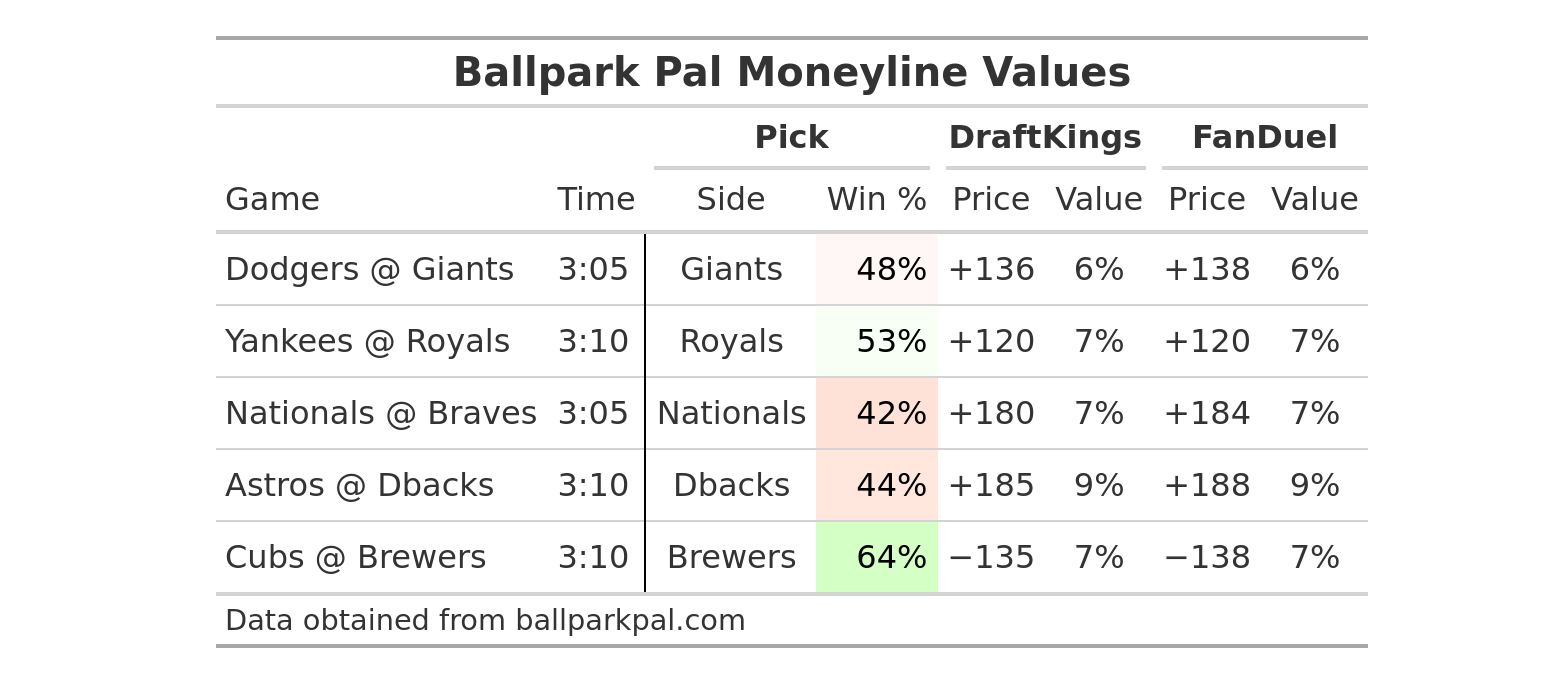 Ballpark Pal Moneyline Values
Pick DraftKings FanDuel
Game Time Side Win % Price Value Price Value
Dodgers @ Giants 3:05 Giants 48% +136 6% +138 6%
Yankees @ Royals 3:10 Royals 53% +120 7% +120 7%
Nationals @ Braves 3:05 Nationals 42% +180 7% +184 7%
Astros @ Dbacks 3:10 Dbacks 44% +185 9% +188 9%
Cubs @ Brewers 3:10 Brewers 64% −135 7% −138 7%
Data obtained from ballparkpal.com